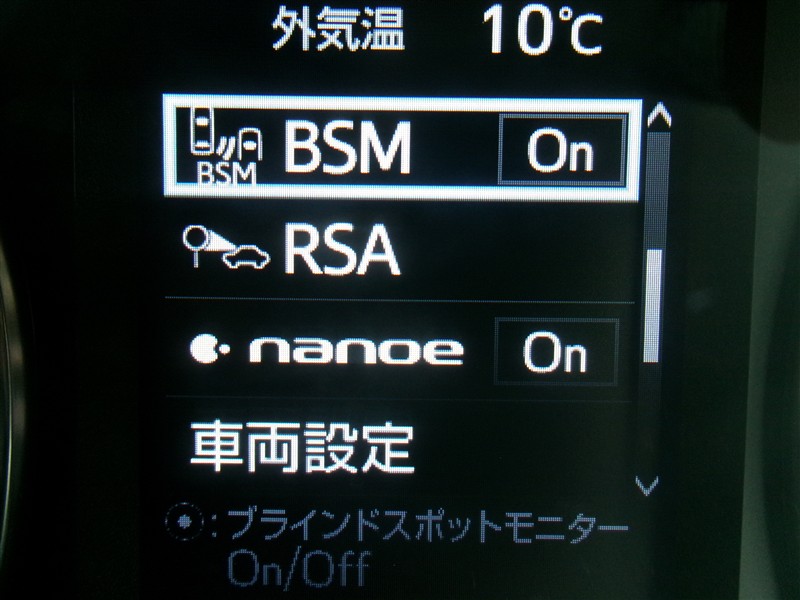 外気温 10℃
BSM BSM On
RSA
nanoe On
車両設定
:ブラインドスポットモニター
On/Off